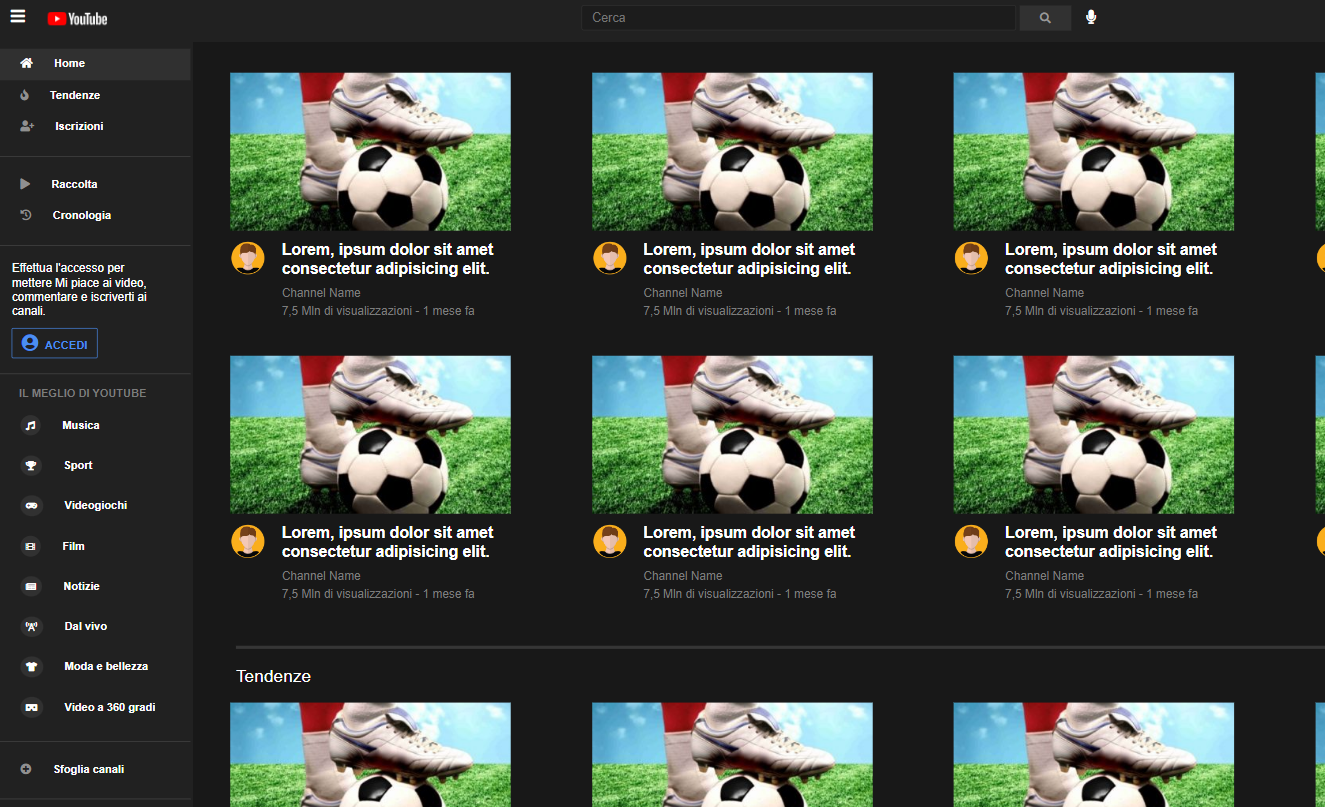 YouTube
Cerca
Home
Tendenze
Iscrizioni
Raccolta
Cronologia
Effettua l'accesso per
mettere Mi piace ai video,
commentare e iscriverti ai
canali.
ACCEDI
IL MEGLIO DI YOUTUBE
Musica
Sport
Videogiochi
Film
Notizie
Dal vivo
Moda e bellezza
Video a 360 gradi
Sfoglia canali
Lorem, ipsum dolor sit amet
consectetur adipisicing elit.
Channel Name
7,5 Mln di visualizzazioni - 1 mese fa
Lorem, ipsum dolor sit amet
consectetur adipisicing elit.
Channel Name
7,5 Mln di visualizzazioni - 1 mese fa
Lorem, ipsum dolor sit amet
consectetur adipisicing elit.
Channel Name
7,5 Mln di visualizzazioni - 1 mese fa
Lorem, ipsum dolor sit amet
consectetur adipisicing elit.
Channel Name
7,5 Mln di visualizzazioni - 1 mese fa
Lorem, ipsum dolor sit amet
consectetur adipisicing elit.
Channel Name
7,5 Mln di visualizzazioni - 1 mese fa
Lorem, ipsum dolor sit amet
consectetur adipisicing elit.
Channel Name
7,5 Mln di visualizzazioni - 1 mese fa
Tendenze